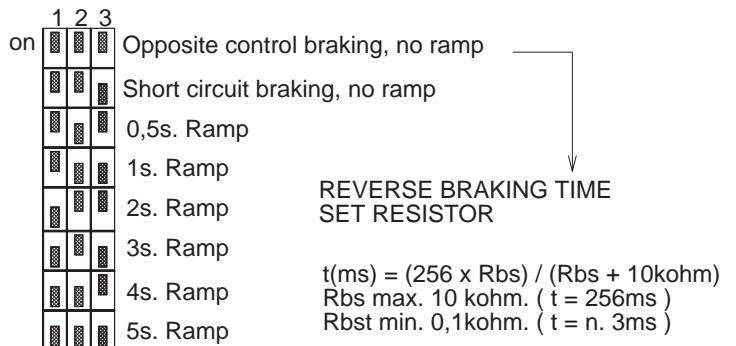 1 2 3
on Opposite control braking, no ramp
Short circuit braking, no ramp
0,5s. Ramp
1s. Ramp
2s. Ramp
3s. Ramp
4s. Ramp
5s. Ramp
REVERSE BRAKING TIME
SET RESISTOR
t(ms) = (256 x Rbs) / (Rbs + 10kohm)
Rbs max. 10 kohm. ( t = 256ms )
Rbst min. 0,1kohm. ( t = n. 3ms )